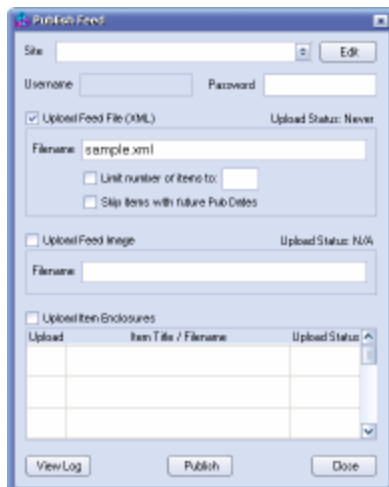 Publish Feed
Site Edit
Username Password
Upload Feed File (XML) Upload Status: Never
Filename sample.xml
Limit number of items to:
Skip items with future Pub Dates
Upload Feed Image Upload Status: N/A
Filename
Upload Item Enclosures
Upload Item Title / Filename Upload Status
View Log Publish Close